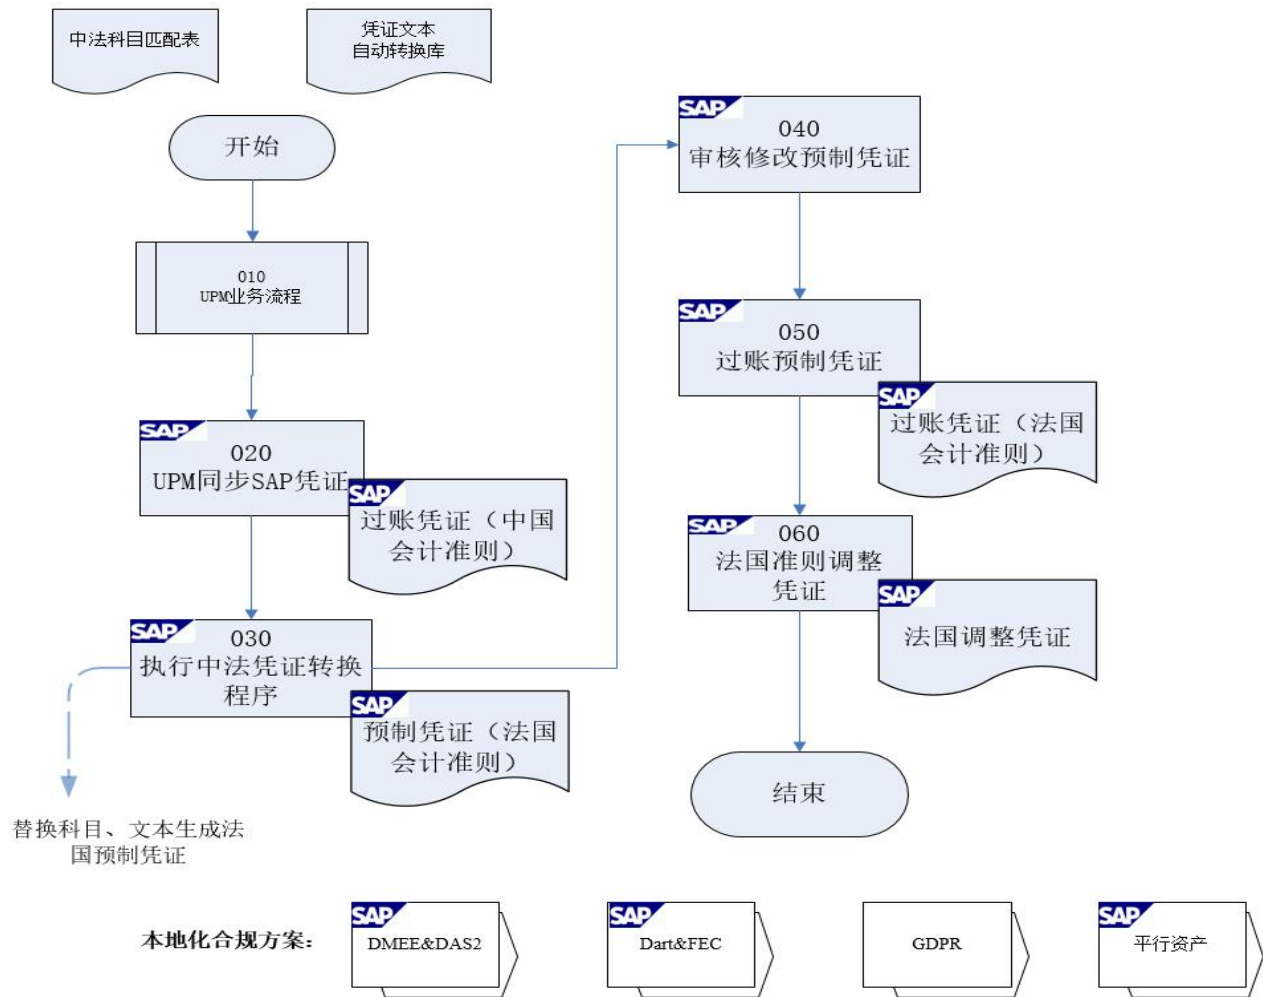 中法科目匹配表
凭证文本
自动转换库
开始
010
UPM业务流程
SAP
020
UPM同步SAP凭证
SAP
过账凭证（中国
会计准则）
SAP
030
执行中法凭证转换
程序
SAP
预制凭证（法国
会计准则）
替换科目、文本生成法
国预制凭证
SAP
040
审核修改预制凭证
SAP
050
过账预制凭证
SAP
过账凭证（法国
会计准则）
SAP
060
法国准则调整
凭证
SAP
法国调整凭证
结束
本地化合规方案：
SAP
DMEE&DAS2
SAP
Dart&FEC
GDPR
SAP
平行资产